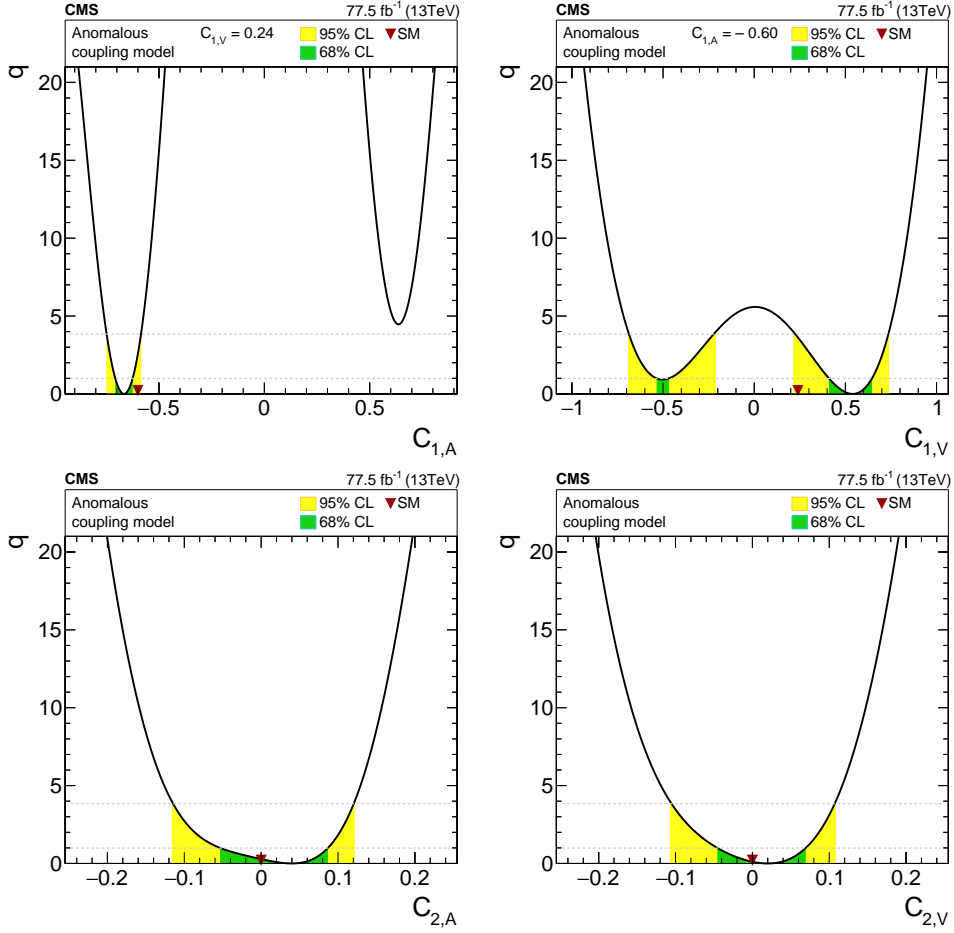 CMS 77.5 fb⁻¹ (13TeV)
Anomalous C1,V = 0.24 95% CL SM
coupling model 68% CL
q
20
15
10
5
0
−0.5 0 0.5
C1,A
CMS 77.5 fb⁻¹ (13TeV)
Anomalous C1,A = − 0.60 95% CL SM
coupling model 68% CL
q
20
15
10
5
0
−1 −0.5 0 0.5 1
C1,V
CMS 77.5 fb⁻¹ (13TeV)
Anomalous 95% CL SM
coupling model 68% CL
q
20
15
10
5
0
−0.2 −0.1 0 0.1 0.2
C2,A
CMS 77.5 fb⁻¹ (13TeV)
Anomalous 95% CL SM
coupling model 68% CL
q
20
15
10
5
0
−0.2 −0.1 0 0.1 0.2
C2,V